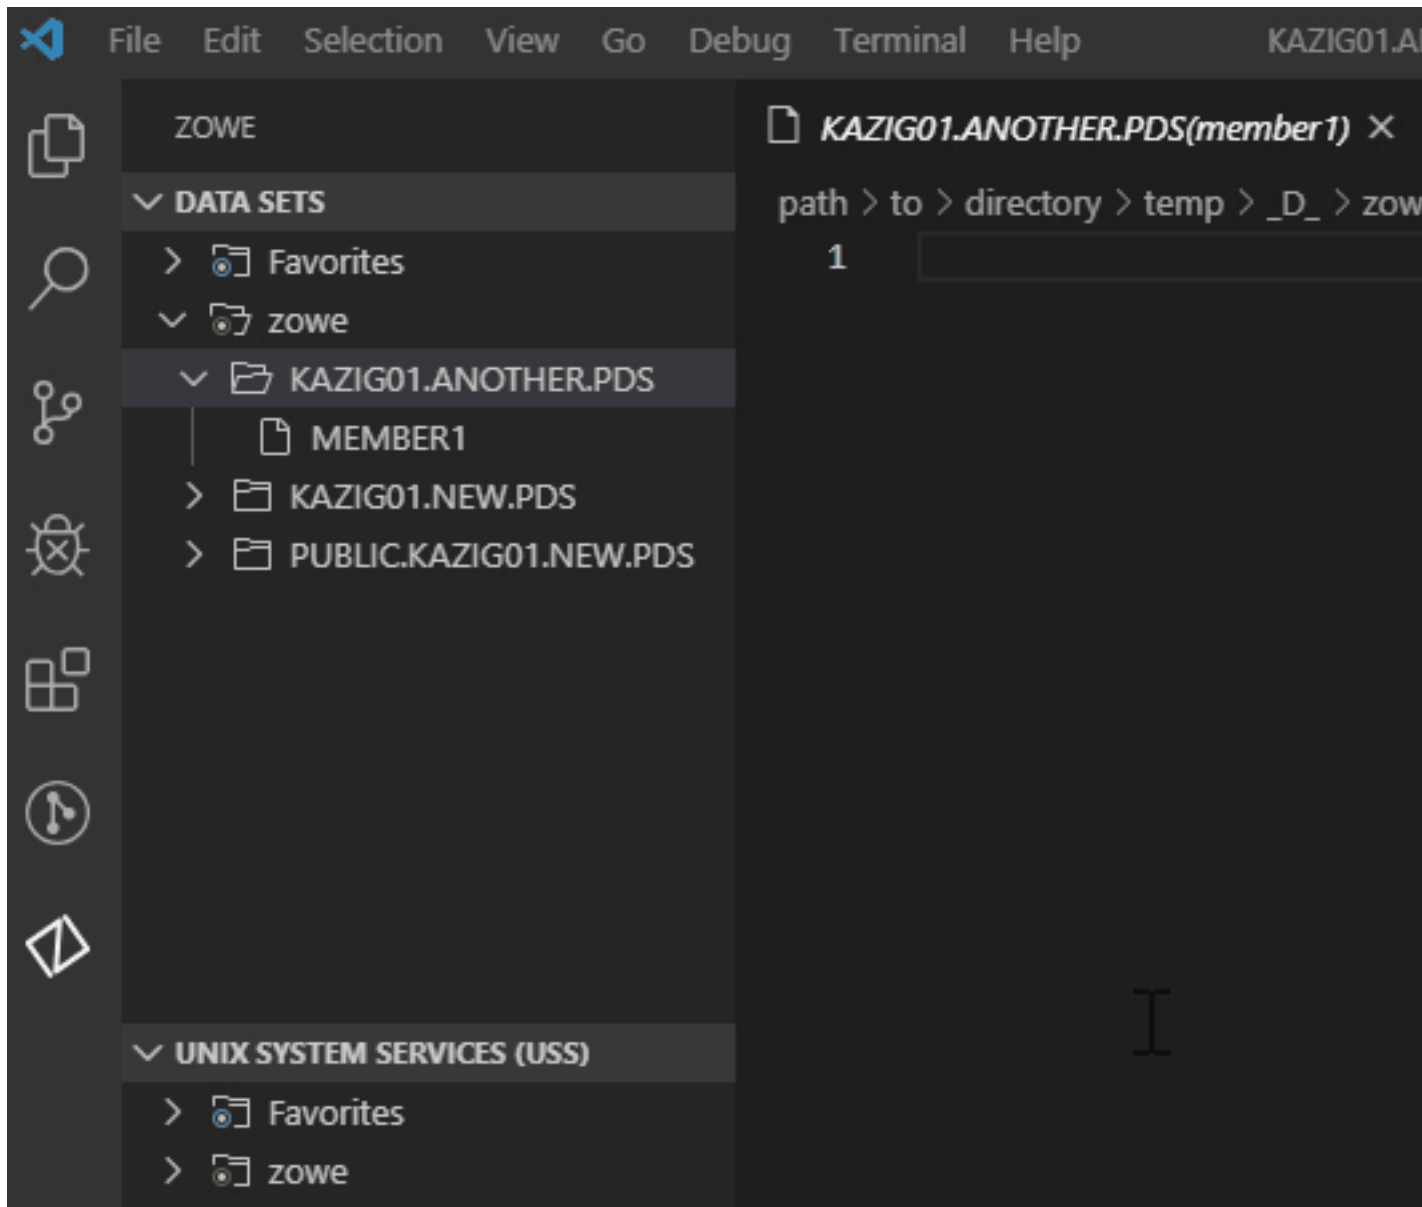 File Edit Selection View Go Debug Terminal Help KAZIG01.A
ZOWE
DATA SETS
Favorites
zowe
KAZIG01.ANOTHER.PDS
MEMBER1
KAZIG01.NEW.PDS
PUBLIC.KAZIG01.NEW.PDS
UNIX SYSTEM SERVICES (USS)
Favorites
zowe
KAZIG01.ANOTHER.PDS(member1)
path > to > directory > temp > _D_ > zow
1